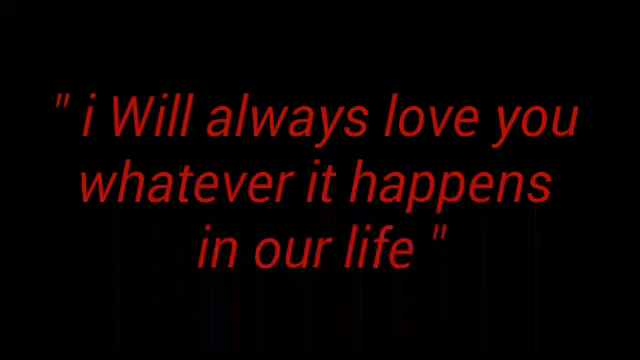 " i Will always love you
whatever it happens
in our life "